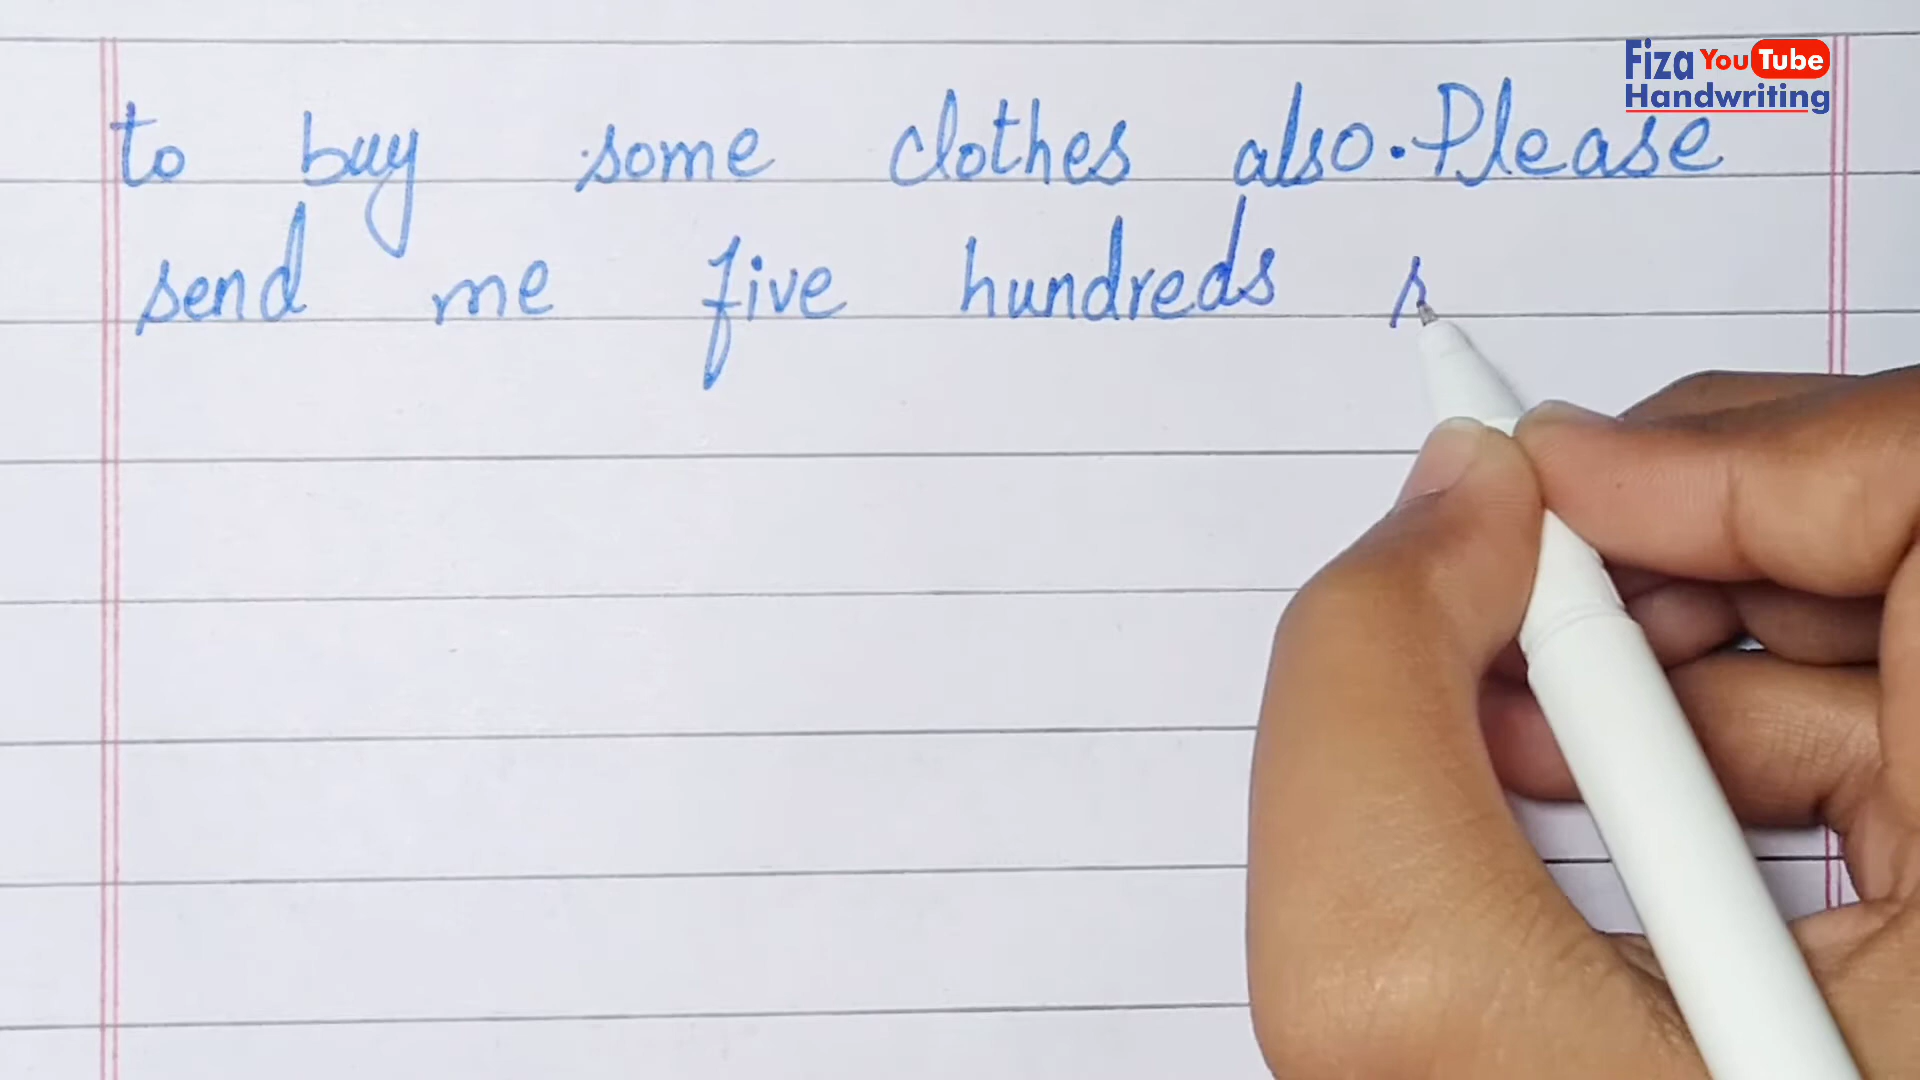 Fiza YouTube
Handwriting
to buy some clothes also. Please
send me five hundreds